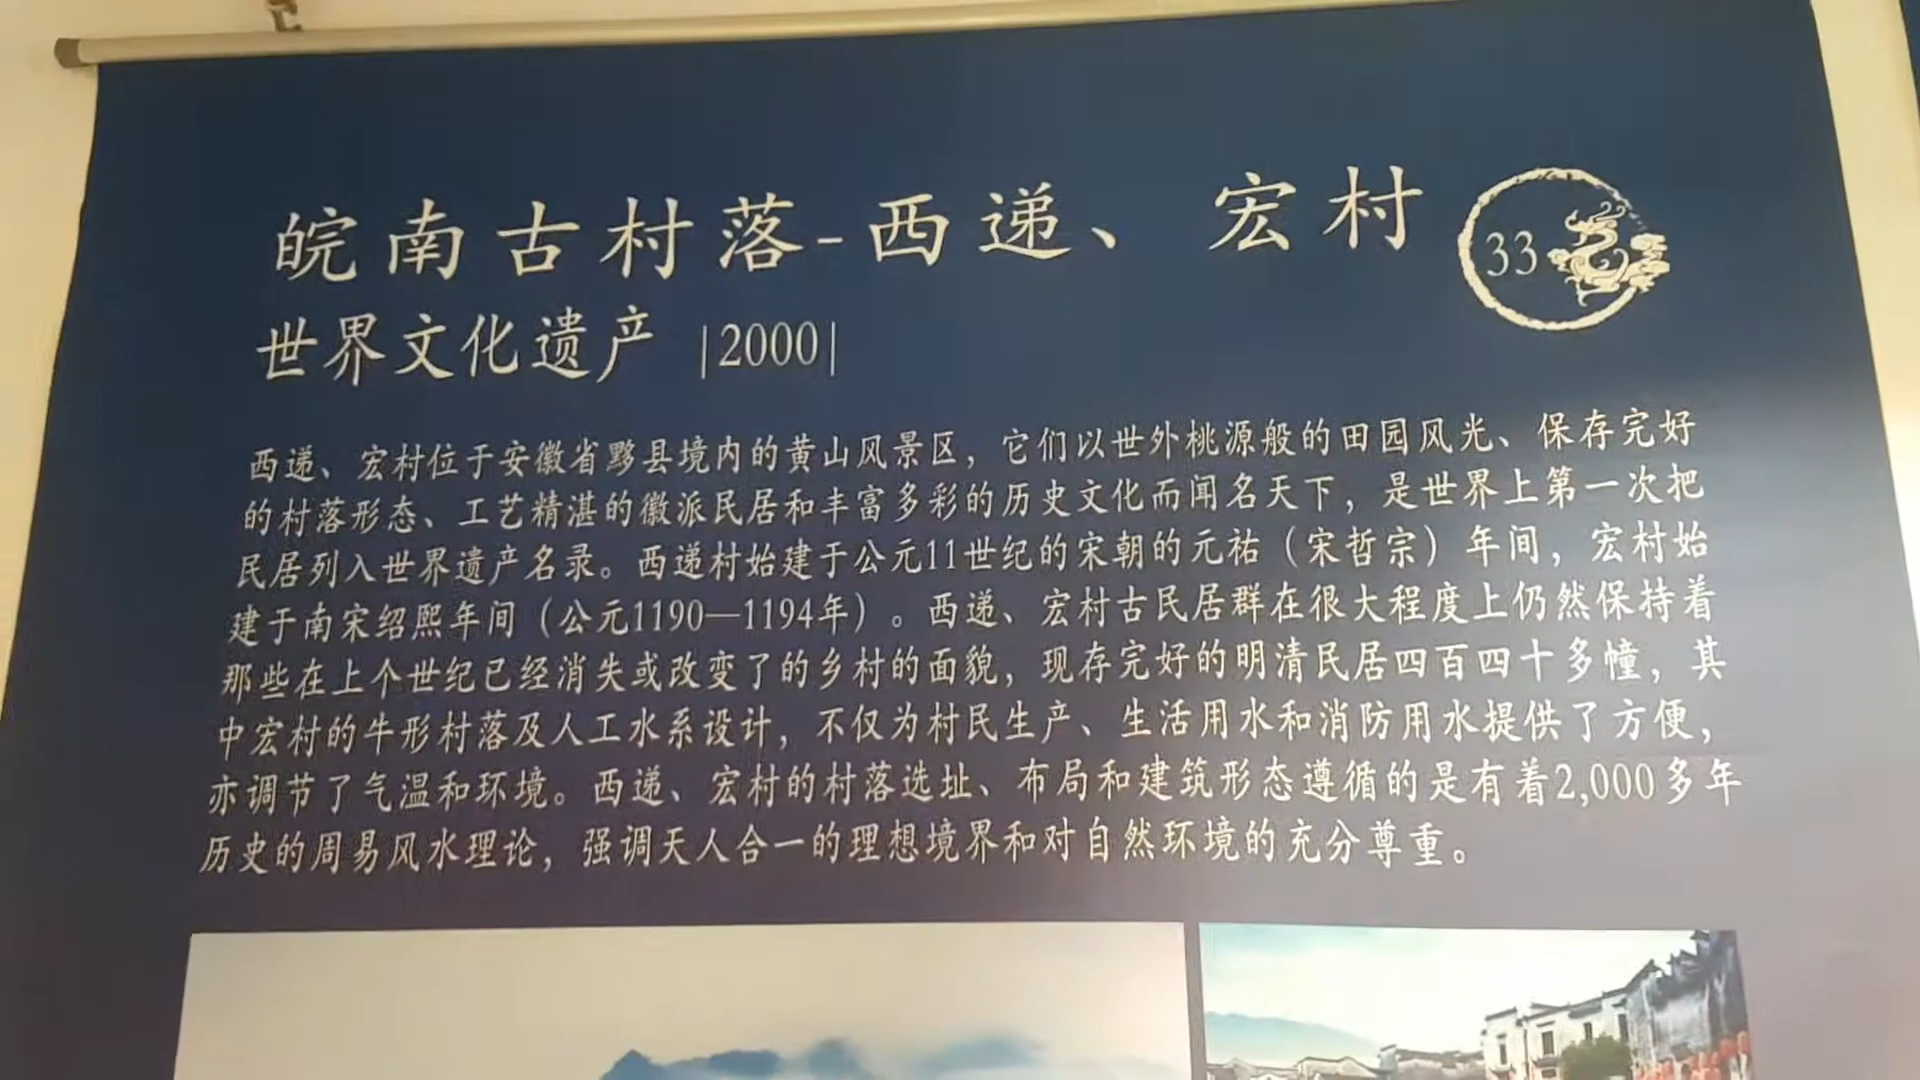 皖南古村落-西递、宏村
33
世界文化遗产 |2000|
西递、宏村位于安徽省黟县境内的黄山风景区，它们以世外桃源般的田园风光、保存完好
的村落形态、工艺精湛的徽派民居和丰富多彩的历史文化而闻名天下，是世界上第一次把
民居列入世界遗产名录。西递村始建于公元11世纪的宋朝的元祐（宋哲宗）年间，宏村始
建于南宋绍熙年间（公元1190—1194年）。西递、宏村古民居群在很大程度上仍然保持着
那些在上个世纪已经消失或改变了的乡村的面貌，现存完好的明清民居四百四十多幢，其
中宏村的牛形村落及人工水系设计，不仅为村民生产、生活用水和消防用水提供了方便，
亦调节了气温和环境。西递、宏村的村落选址、布局和建筑形态遵循的是有着2,000多年
历史的周易风水理论，强调天人合一的理想境界和对自然环境的充分尊重。